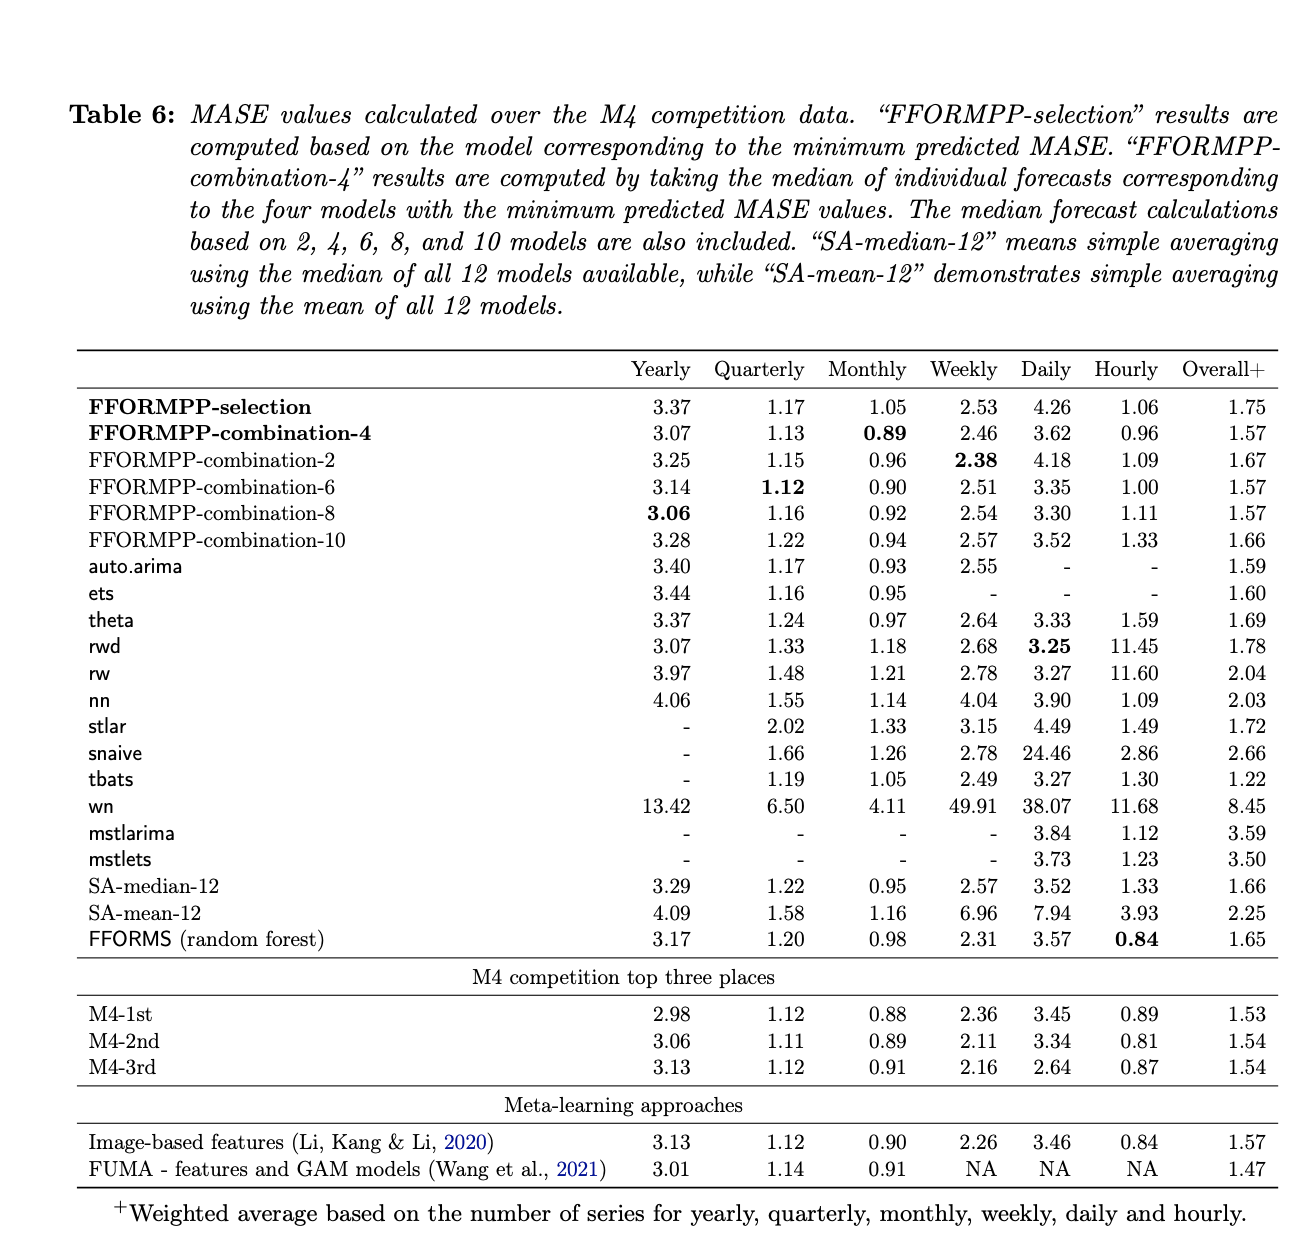 Table 6: MASE values calculated over the M4 competition data. “FFORMPP-selection” results are
computed based on the model corresponding to the minimum predicted MASE. “FFORMPP-
combination-4” results are computed by taking the median of individual forecasts corresponding
to the four models with the minimum predicted MASE values. The median forecast calculations
based on 2, 4, 6, 8, and 10 models are also included. “SA-median-12” means simple averaging
using the median of all 12 models available, while “SA-mean-12” demonstrates simple averaging
using the mean of all 12 models.
Yearly Quarterly Monthly Weekly Daily Hourly Overall+
FFORMPP-selection 3.37 1.17 1.05 2.53 4.26 1.06 1.75
FFORMPP-combination-4 3.07 1.13 0.89 2.46 3.62 0.96 1.57
FFORMPP-combination-2 3.25 1.15 0.96 2.38 4.18 1.09 1.67
FFORMPP-combination-6 3.14 1.12 0.90 2.51 3.35 1.00 1.57
FFORMPP-combination-8 3.06 1.16 0.92 2.54 3.30 1.11 1.57
FFORMPP-combination-10 3.28 1.22 0.94 2.57 3.52 1.33 1.66
auto.arima 3.40 1.17 0.93 2.55 - - 1.59
ets 3.44 1.16 0.95 - - - 1.60
theta 3.37 1.24 0.97 2.64 3.33 1.59 1.69
rwd 3.07 1.33 1.18 2.68 3.25 11.45 1.78
rw 3.97 1.48 1.21 2.78 3.27 11.60 2.04
nn 4.06 1.55 1.14 4.04 3.90 1.09 2.03
stlar - 2.02 1.33 3.15 4.49 1.49 1.72
snaive - 1.66 1.26 2.78 24.46 2.86 2.66
tbats - 1.19 1.05 2.49 3.27 1.30 1.22
wn 13.42 6.50 4.11 49.91 38.07 11.68 8.45
mstlarima - - - - 3.84 1.12 3.59
mstlets - - - - 3.73 1.23 3.50
SA-median-12 3.29 1.22 0.95 2.57 3.52 1.33 1.66
SA-mean-12 4.09 1.58 1.16 6.96 7.94 3.93 2.25
FFORMS (random forest) 3.17 1.20 0.98 2.31 3.57 0.84 1.65
M4 competition top three places
M4-1st 2.98 1.12 0.88 2.36 3.45 0.89 1.53
M4-2nd 3.06 1.11 0.89 2.11 3.34 0.81 1.54
M4-3rd 3.13 1.12 0.91 2.16 2.64 0.87 1.54
Meta-learning approaches
Image-based features (Li, Kang & Li, 2020) 3.13 1.12 0.90 2.26 3.46 0.84 1.57
FUMA - features and GAM models (Wang et al., 2021) 3.01 1.14 0.91 NA NA NA 1.47
+Weighted average based on the number of series for yearly, quarterly, monthly, weekly, daily and hourly.